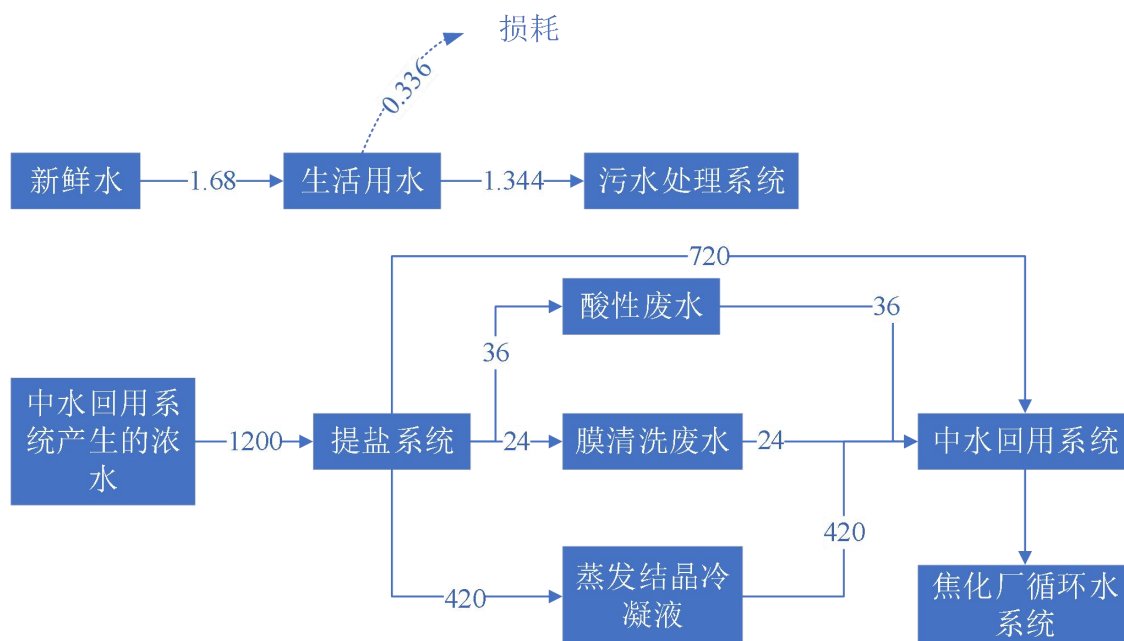 损耗
0.336
新鲜水
1.68
生活用水
1.344
污水处理系统
720
酸性废水
36
36
中水回用系
统产生的浓
水
1200
提盐系统
24
膜清洗废水
24
中水回用系统
420
420
蒸发结晶冷
凝液
焦化厂循环水
系统